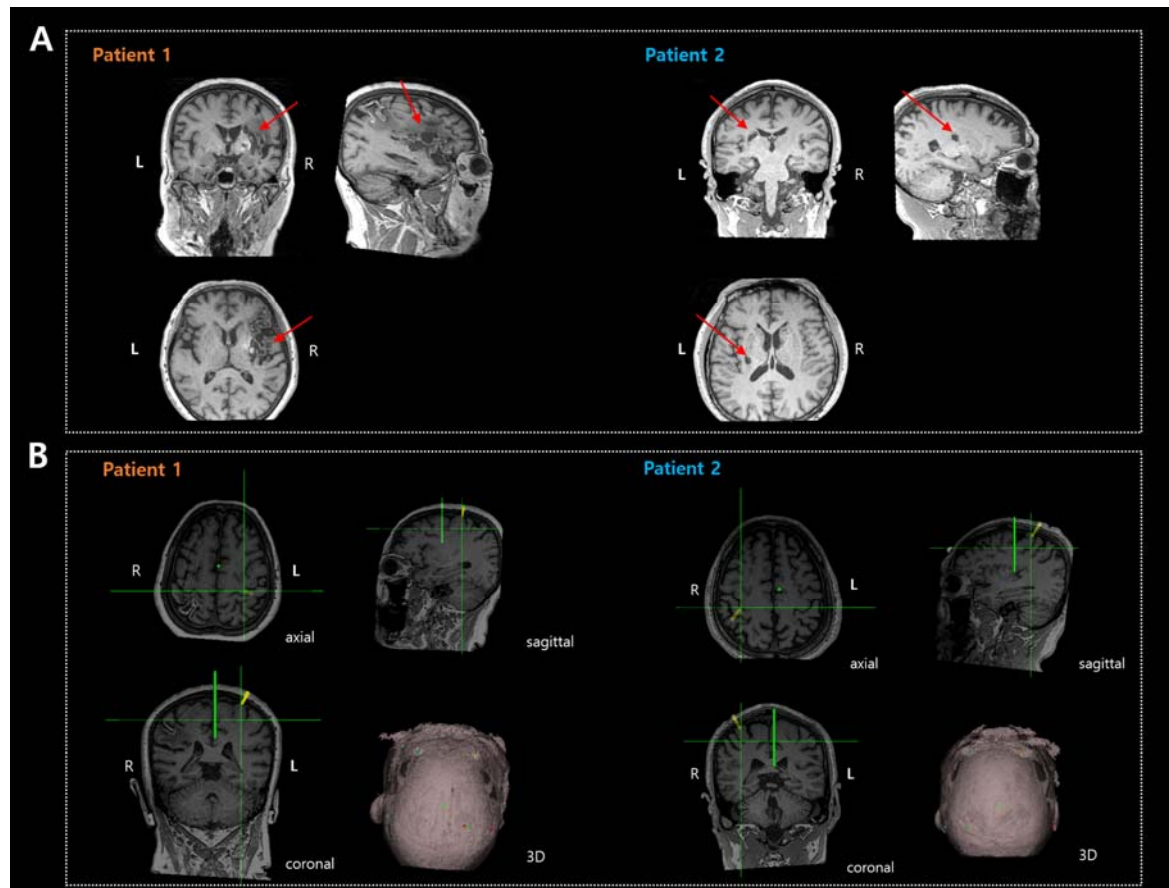 A
Patient 1
Patient 2
L
R
L
R
L
R
L
R
B
Patient 1
Patient 2
R
L
axial
sagittal
R
L
axial
sagittal
R
L
coronal
3D
R
L
coronal
3D